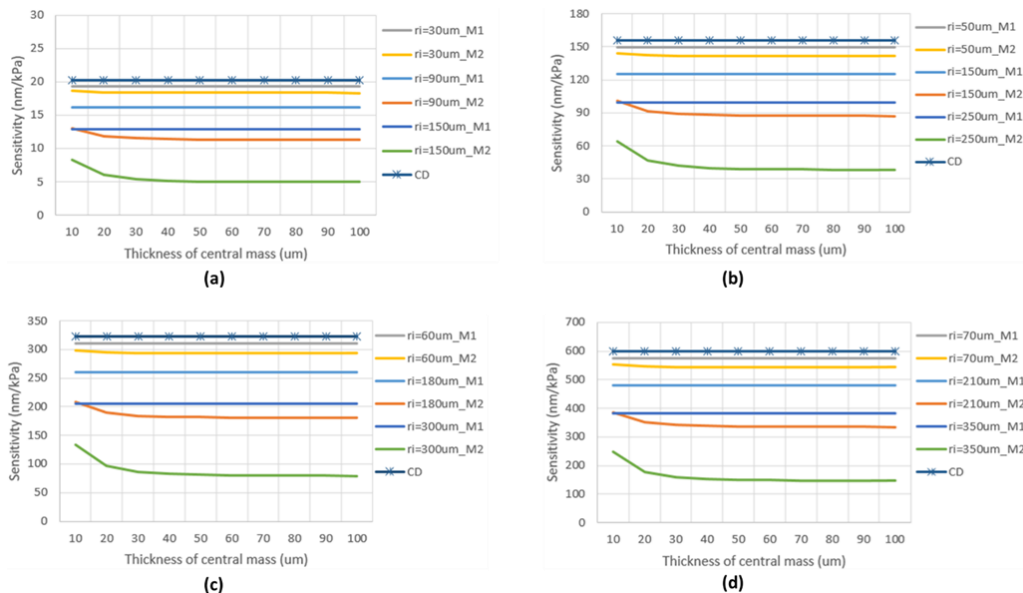 30
25
20
15
10
5
0
Sensitivity (nm/kPa)
10 20 30 40 50 60 70 80 90 100
Thickness of central mass (um)
ri=30um_M1
ri=30um_M2
ri=90um_M1
ri=90um_M2
ri=150um_M1
ri=150um_M2
CD
(a)
180
150
120
90
60
30
0
Sensitivity (nm/kPa)
10 20 30 40 50 60 70 80 90 100
Thickness of central mass (um)
ri=50um_M1
ri=50um_M2
ri=150um_M1
ri=150um_M2
ri=250um_M1
ri=250um_M2
CD
(b)
350
300
250
200
150
100
50
0
Sensitivity (nm/kPa)
10 20 30 40 50 60 70 80 90 100
Thickness of central mass (um)
ri=60um_M1
ri=60um_M2
ri=180um_M1
ri=180um_M2
ri=300um_M1
ri=300um_M2
CD
(c)
700
600
500
400
300
200
100
0
Sensitivity (nm/kPa)
10 20 30 40 50 60 70 80 90 100
Thickness of central mass (um)
ri=70um_M1
ri=70um_M2
ri=210um_M1
ri=210um_M2
ri=350um_M1
ri=350um_M2
CD
(d)